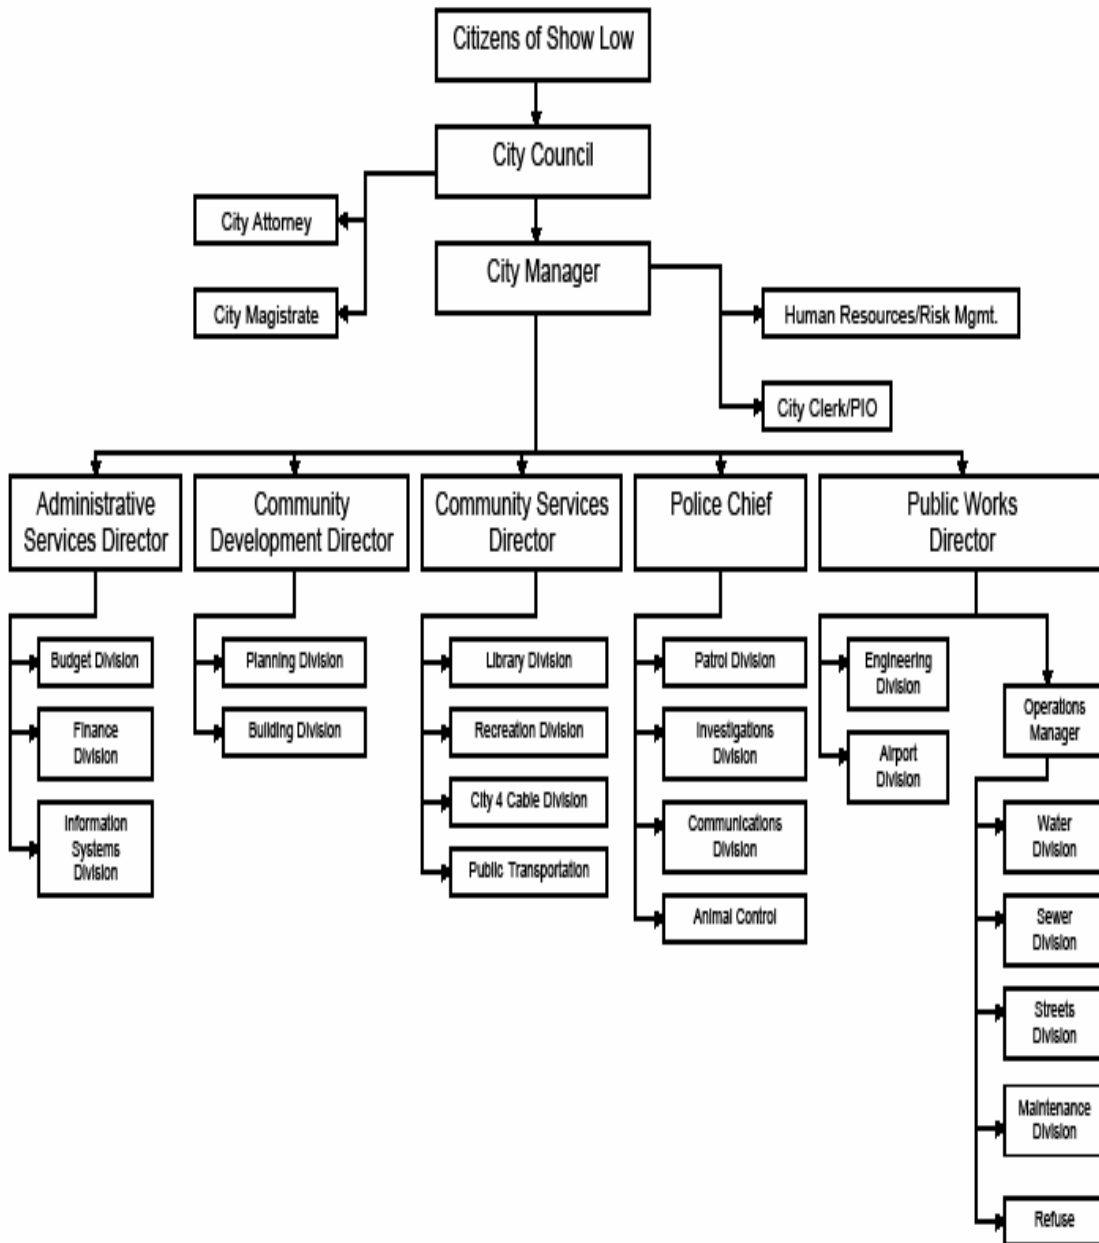 Citizens of Show Low
City Council
City Attorney
City Manager
City Magistrate
Human Resources/Risk Mgmt.
City Clerk/PIO
Administrative
Services Director
Community
Development Director
Community Services
Director
Police Chief
Public Works
Director
Budget Division
Finance
Division
Information
Systems
Division
Planning Division
Building Division
Library Division
Recreation Division
City 4 Cable Division
Public Transportation
Patrol Division
Investigations
Division
Communications
Division
Animal Control
Engineering
Division
Airport
Division
Operations
Manager
Water
Division
Sewer
Division
Streets
Division
Maintenance
Division
Refuse